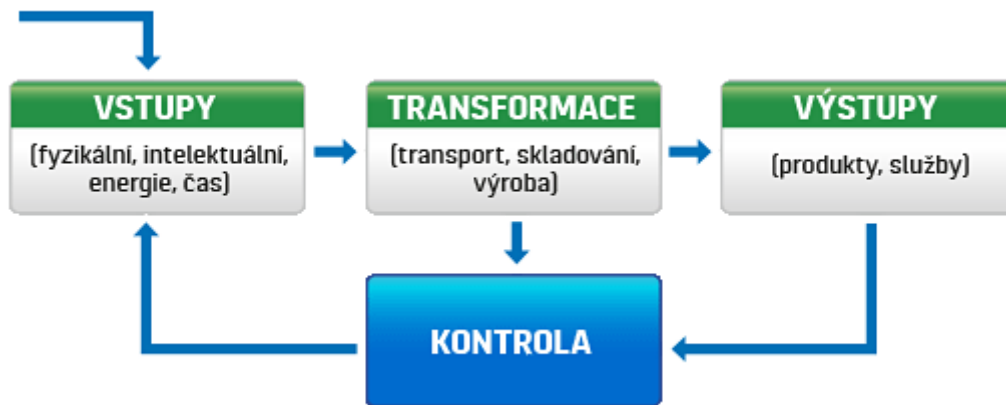 VSTUPY
(fyzikální, intelektuální,
energie, čas)
TRANSFORMACE
(transport, skladování,
výroba)
VÝSTUPY
(produkty, služby)
KONTROLA